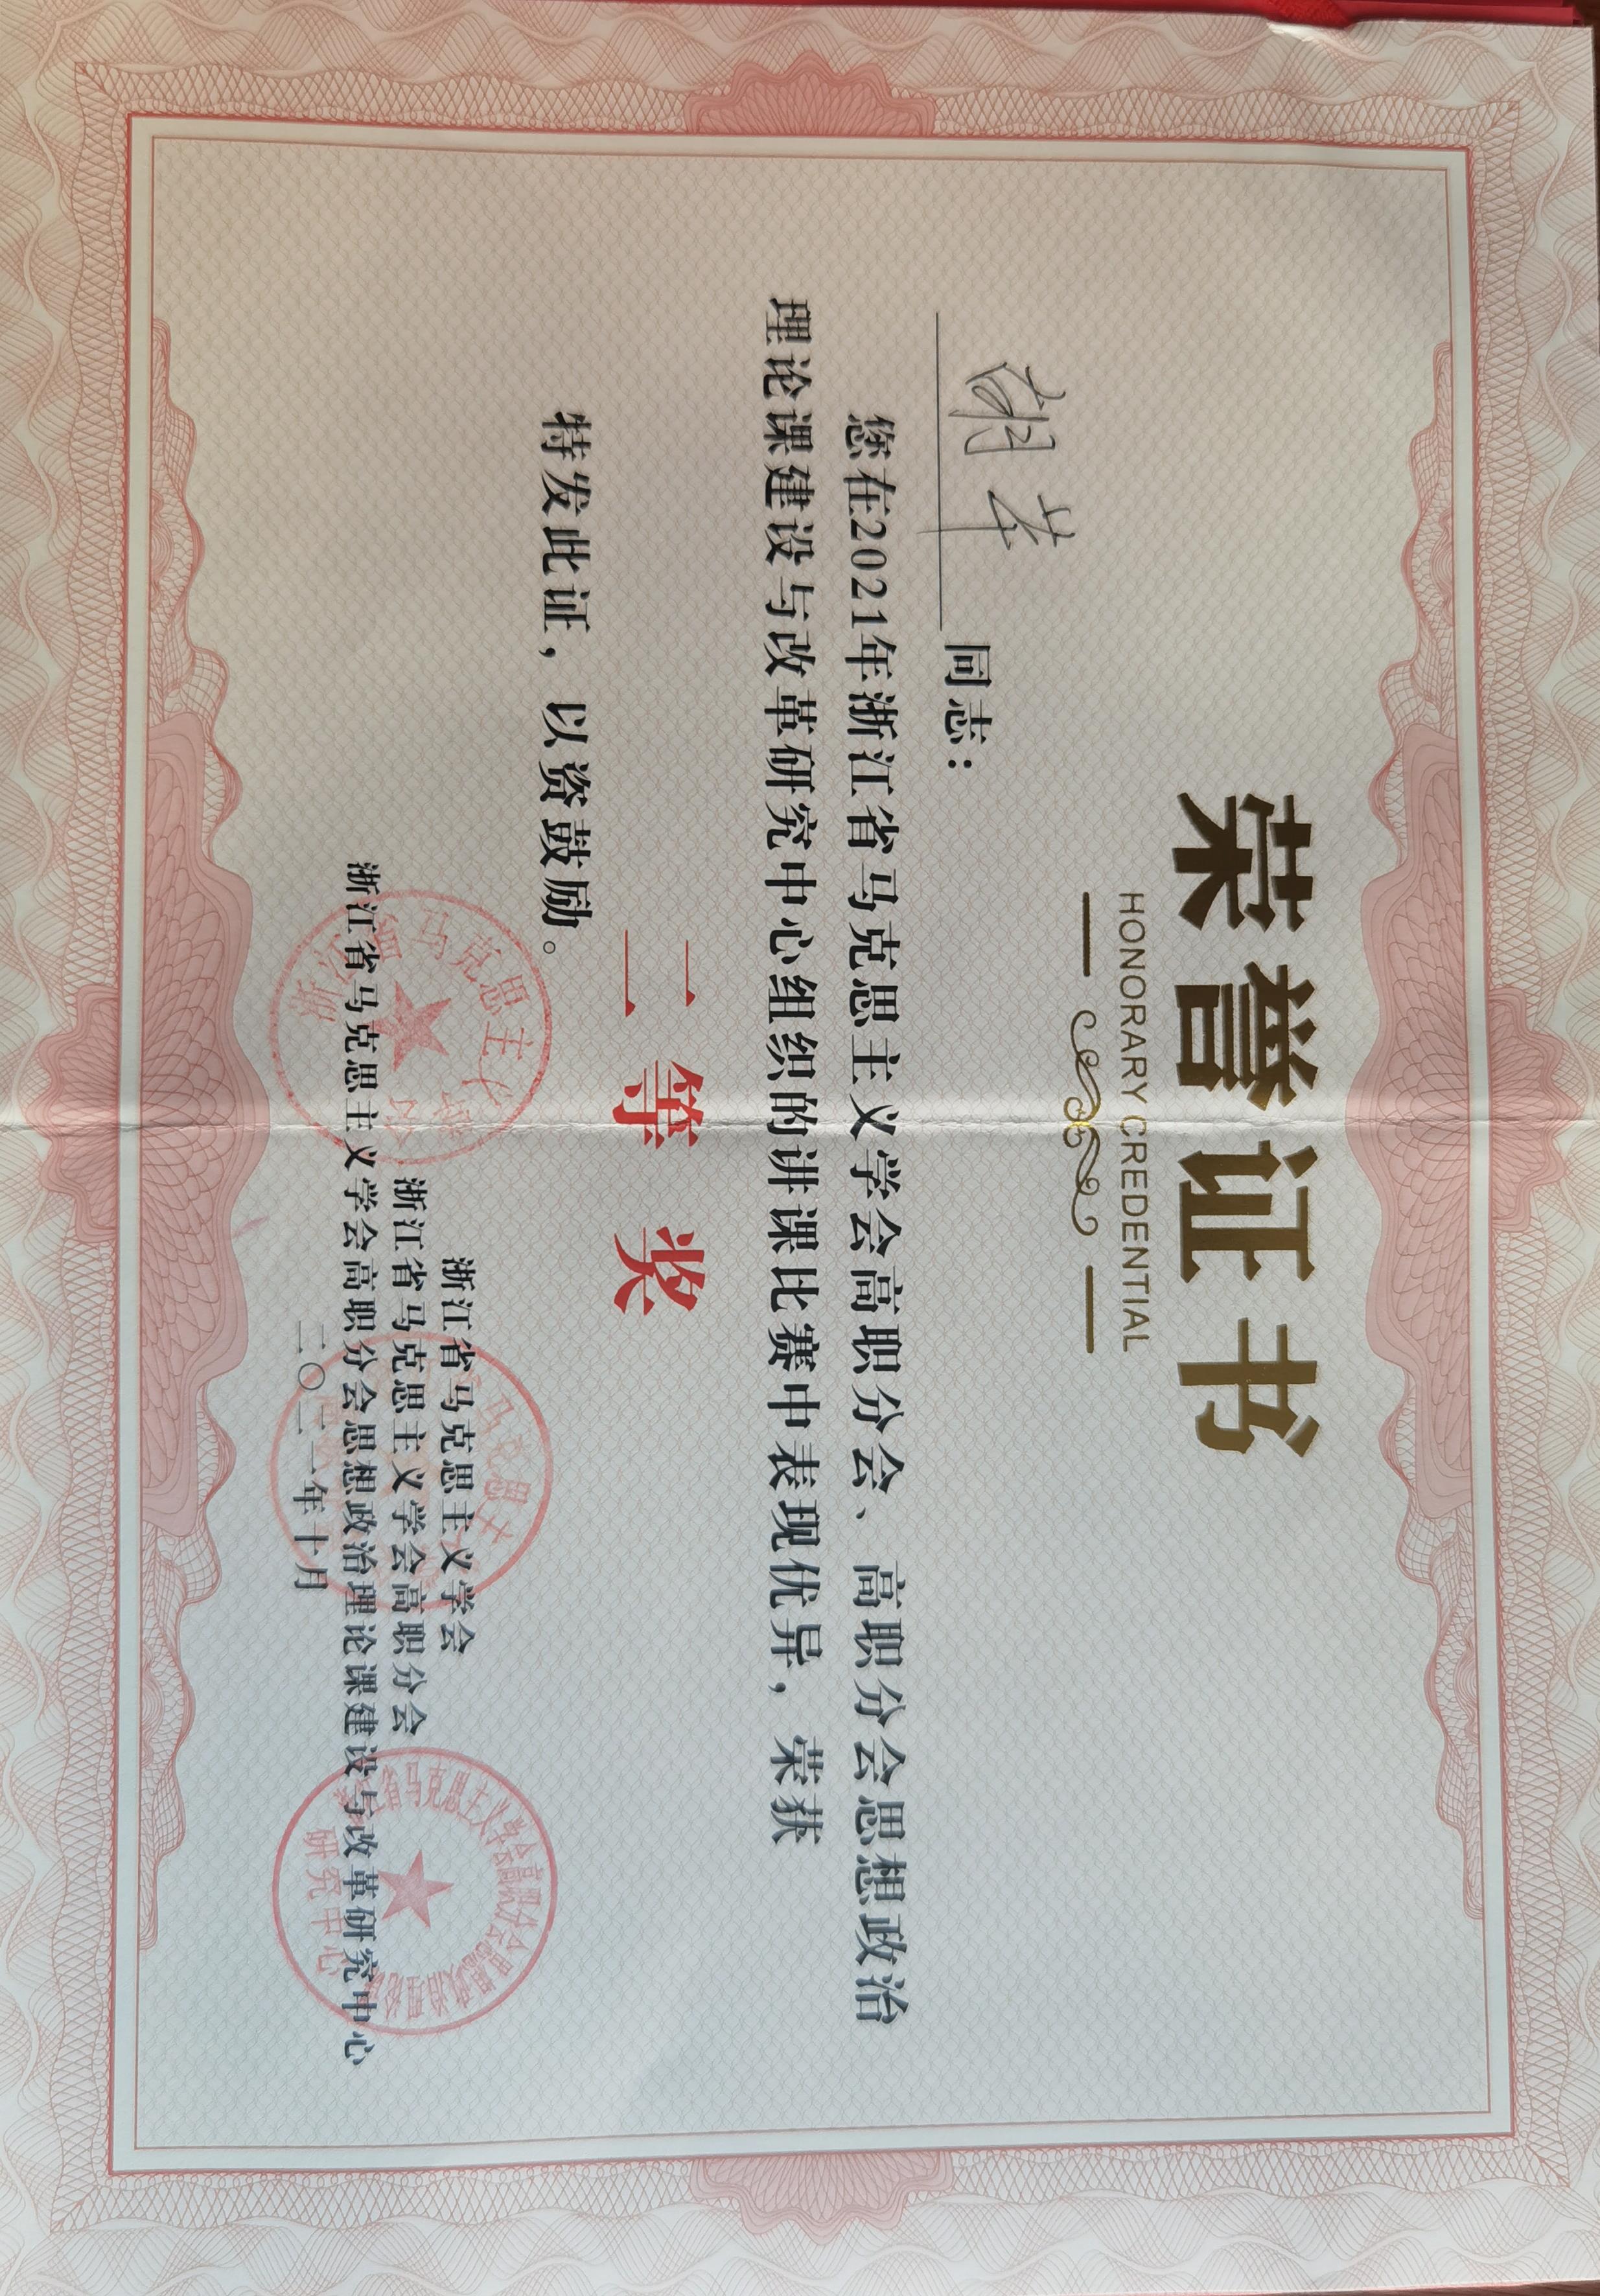 荣誉证书
HONORARY CREDENTIAL
胡苹 同志：
您在2021年浙江省马克思主义学会高职分会、高职分会思想政治
理论课建设与改革研究中心组织的讲课比赛中表现优异，荣获
二等奖
特发此证，以资鼓励。
浙江省马克思主义学会
浙江省马克思主义学会高职分会
浙江省马克思主义学会高职分会思想政治理论课建设与改革研究中心
二〇二一年十月
研究中心